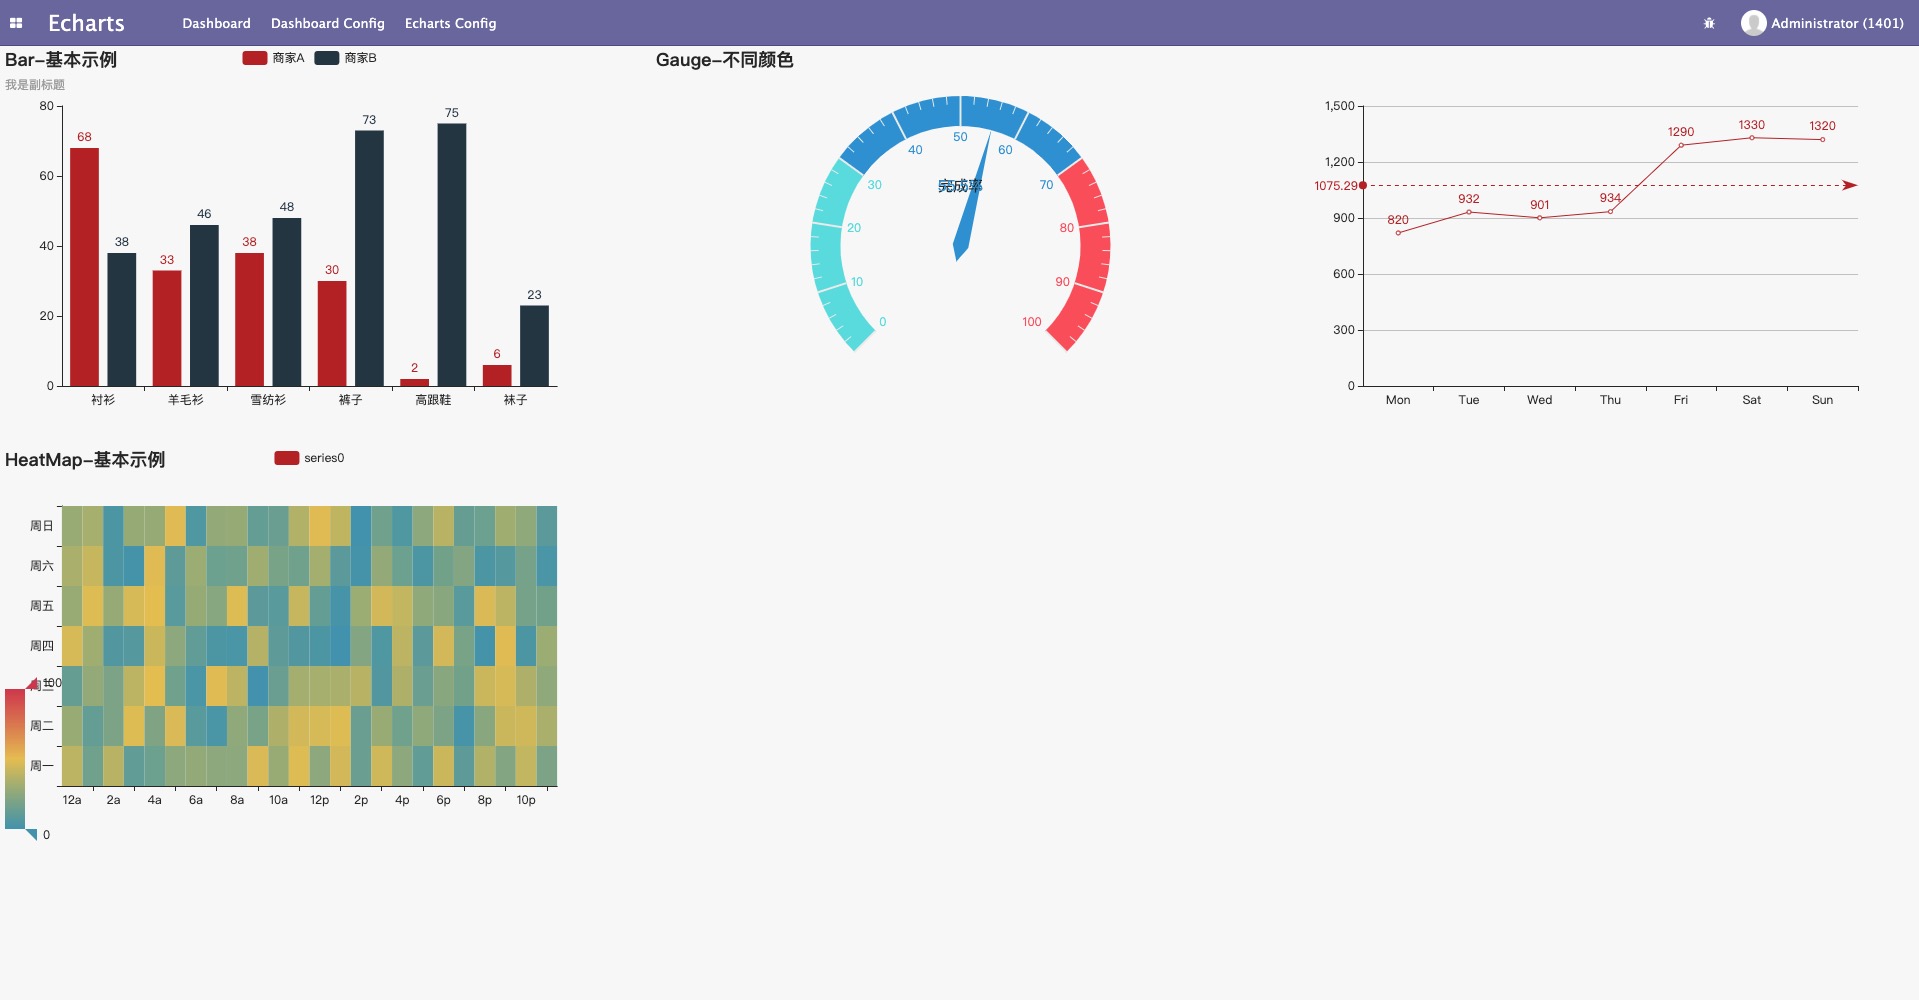 Echarts
Dashboard Dashboard Config Echarts Config
Administrator (1401)
Bar-基本示例
我是副标题
商家A 商家B
80
60
40
20
0
68 38
33 46
38 48
30 73
2 75
6 23
衬衫 羊毛衫 雪纺衫 裤子 高跟鞋 袜子
Gauge-不同颜色
0 10 20 30 40 50 60 70 80 90 100
完成率
1,500
1,200
900
600
300
0
1075.29
820 932 901 934 1290 1330 1320
Mon Tue Wed Thu Fri Sat Sun
HeatMap-基本示例
series0
周日
周六
周五
周四
周三
周二
周一
12a 2a 4a 6a 8a 10a 12p 2p 4p 6p 8p 10p
100
0